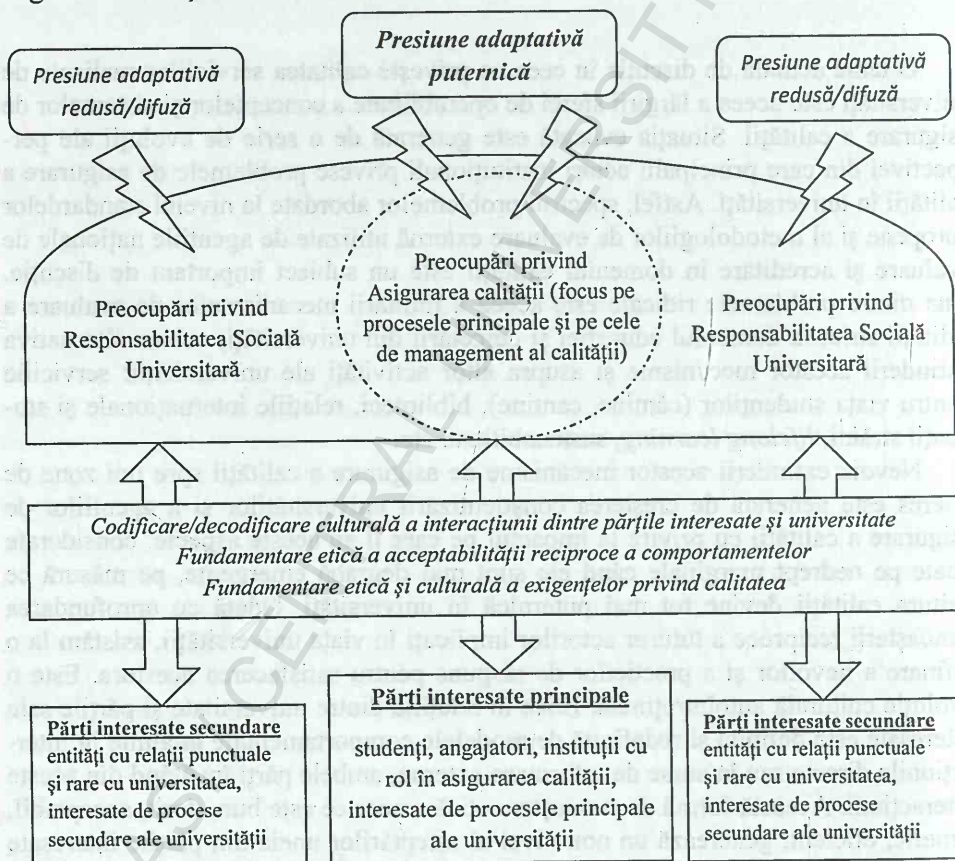 Presiune adaptativă
redusă/difuză
Presiune adaptativă
puternică
Presiune adaptativă
redusă/difuză
Preocupări privind
Responsabilitatea Socială
Universitară
Preocupări privind
Asigurarea calității (focus pe
procesele principale și pe cele
de management al calității)
Preocupări privind
Responsabilitatea Socială
Universitară
Codificare/decodificare culturală a interacțiunii dintre părțile interesate și universitate
Fundamentare etică a acceptabilității reciproce a comportamentelor
Fundamentare etică și culturală a exigențelor privind calitatea
Părți interesate secundare
entități cu relații punctuale
și rare cu universitatea,
interesate de procese
secundare ale universității
Părți interesate principale
studenți, angajatori, instituții cu
rol in asigurarea calității,
interesate de procesele principale
ale universității
Părți interesate secundare
entități cu relații punctuale
și rare cu universitatea,
interesate de procese
secundare ale universității